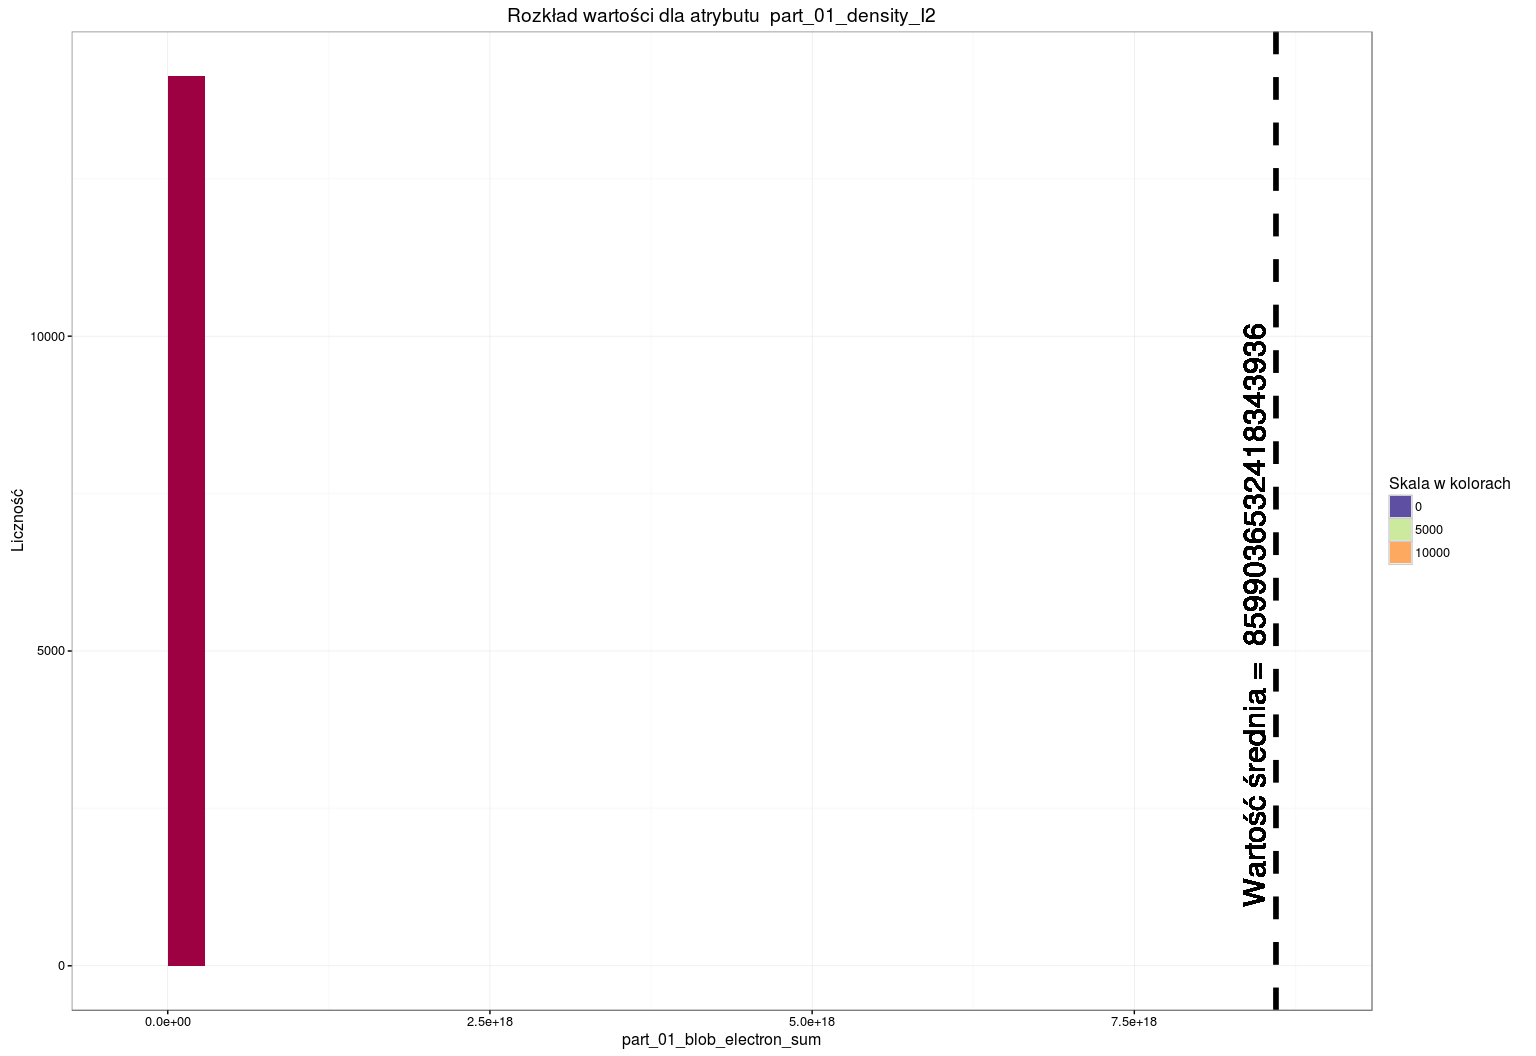 Rozkład wartości dla atrybutu  part_01_density_I2
Liczność
10000
5000
0
Wartość średnia =  8599036532418343936
0.0e+00
2.5e+18
5.0e+18
7.5e+18
part_01_blob_electron_sum
Skala w kolorach
0
5000
10000